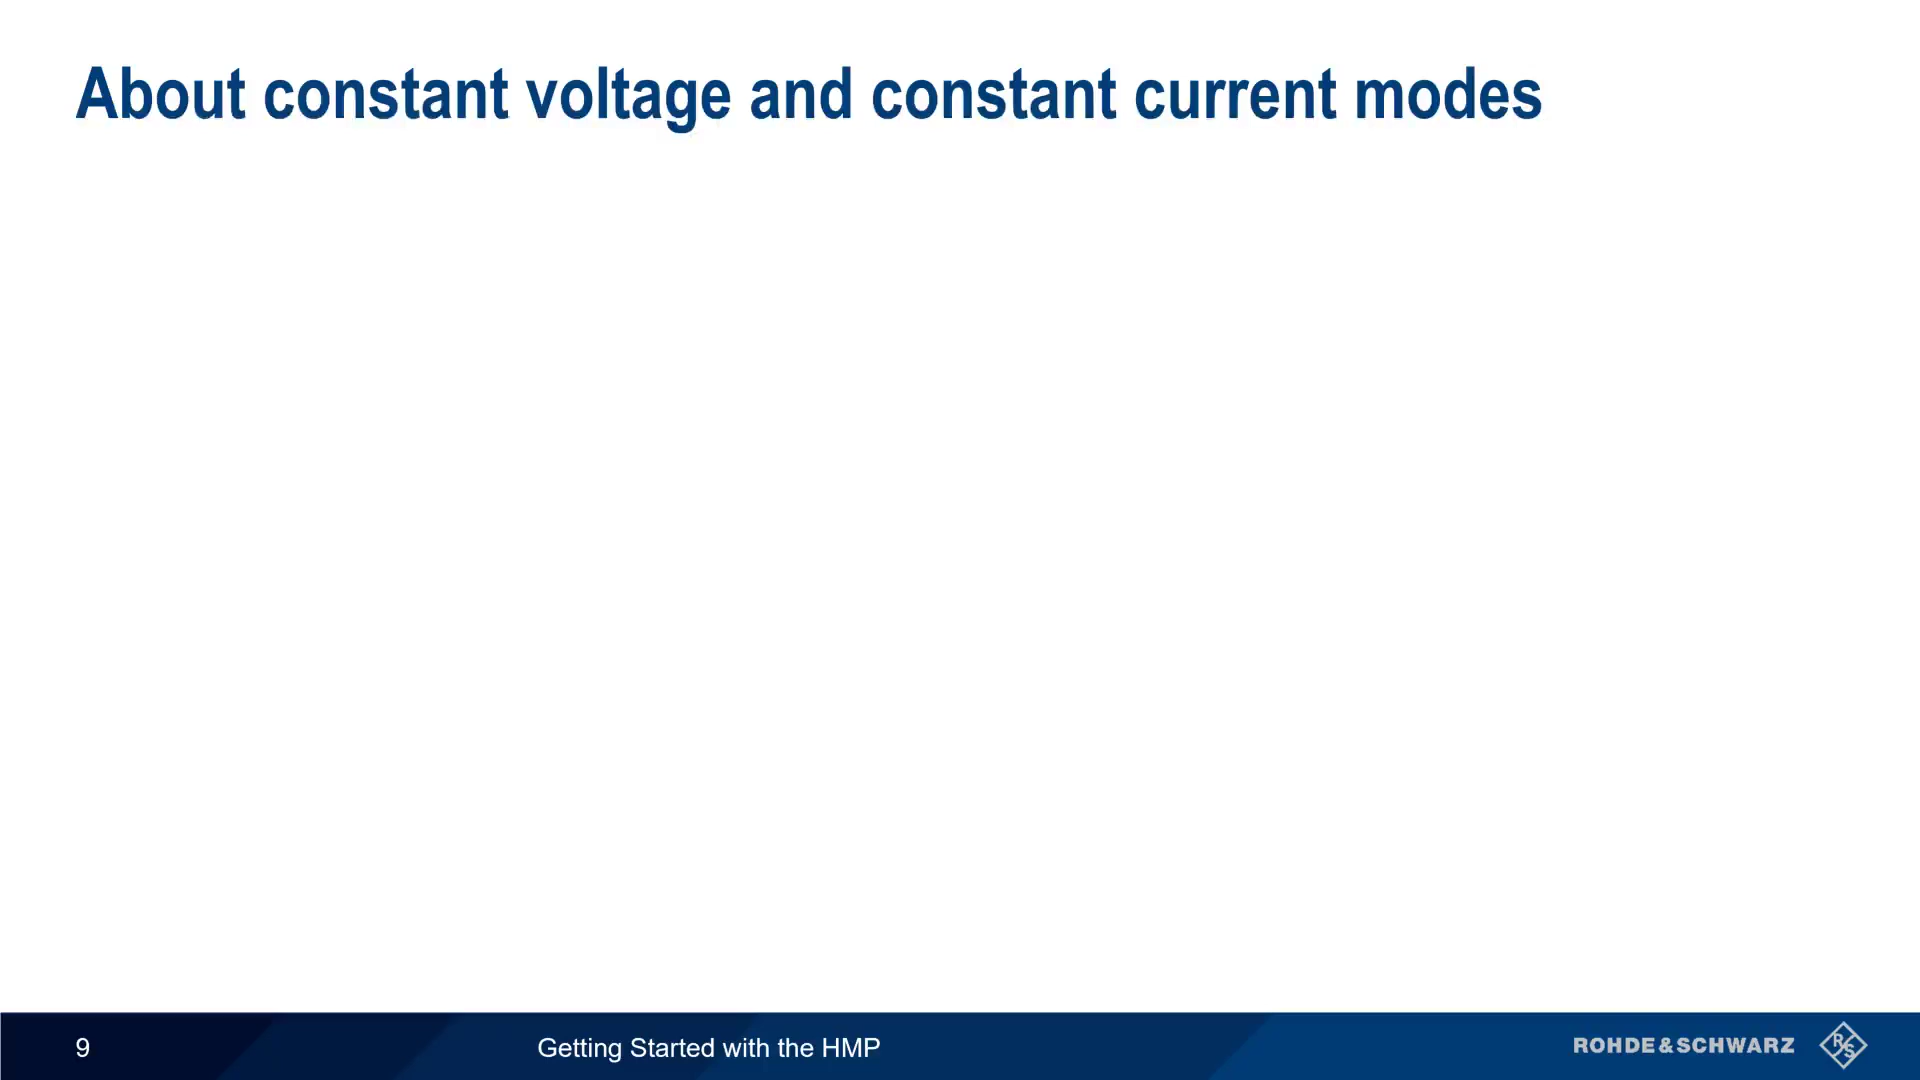 About constant voltage and constant current modes
9
Getting Started with the HMP
ROHDE&SCHWARZ
R&S